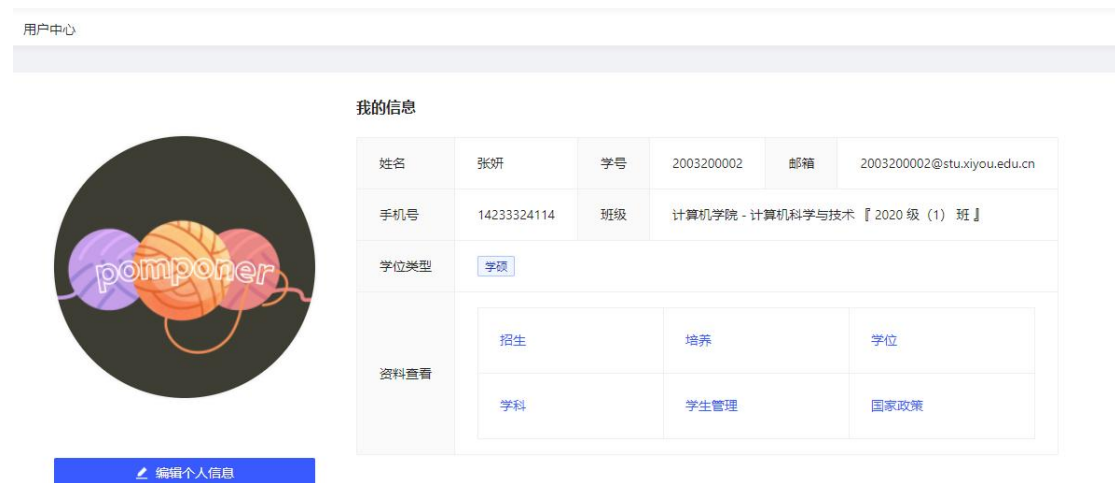 用户中心
我的信息
姓名 张妍 学号 2003200002 邮箱 2003200002@stu.xiyou.edu.cn
手机号 14233324114 班级 计算机学院 - 计算机科学与技术『 2020 级（1） 班 』
pomponer
学位类型 学硕
资料查看
招生 培养 学位
学科 学生管理 国家政策
编辑个人信息